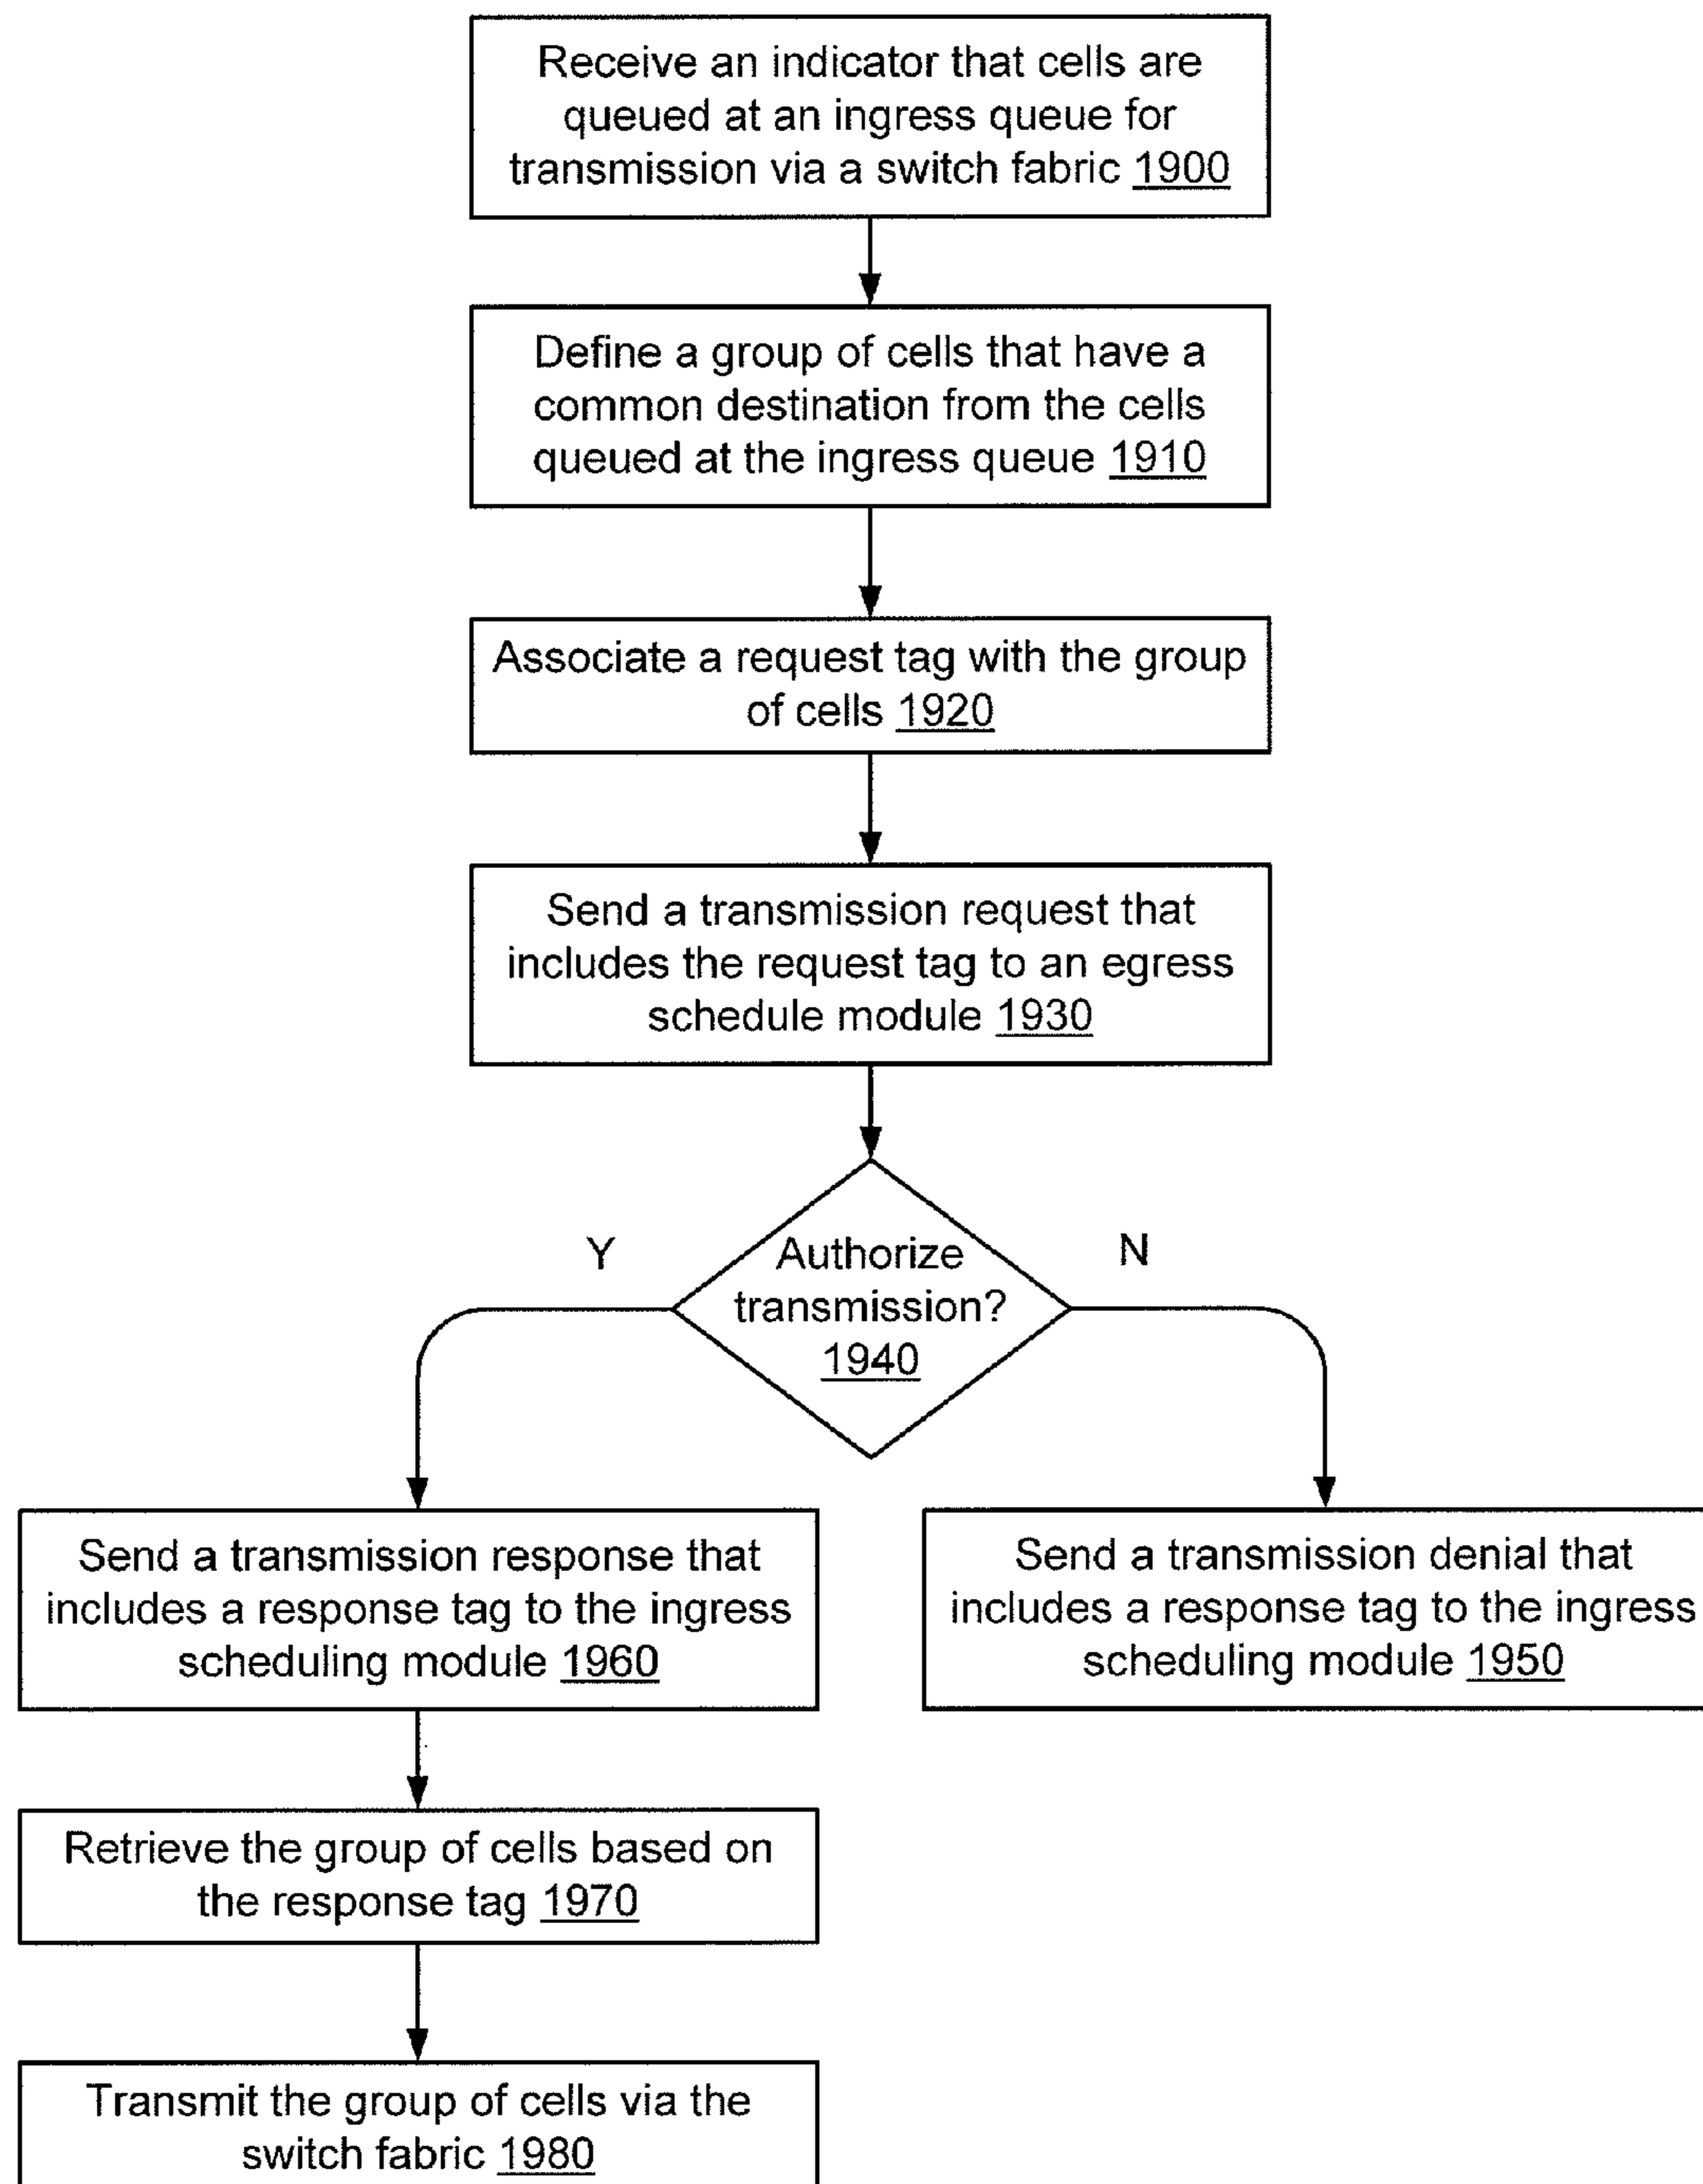 Receive an indicator that cells are
queued at an ingress queue for
transmission via a switch fabric 1900
Define a group of cells that have a
common destination from the cells
queued at the ingress queue 1910
Associate a request tag with the group
of cells 1920
Send a transmission request that
includes the request tag to an egress
schedule module 1930
Y
Authorize
transmission?
1940
N
Send a transmission response that
includes a response tag to the ingress
scheduling module 1960
Send a transmission denial that
includes a response tag to the ingress
scheduling module 1950
Retrieve the group of cells based on
the response tag 1970
Transmit the group of cells via the
switch fabric 1980